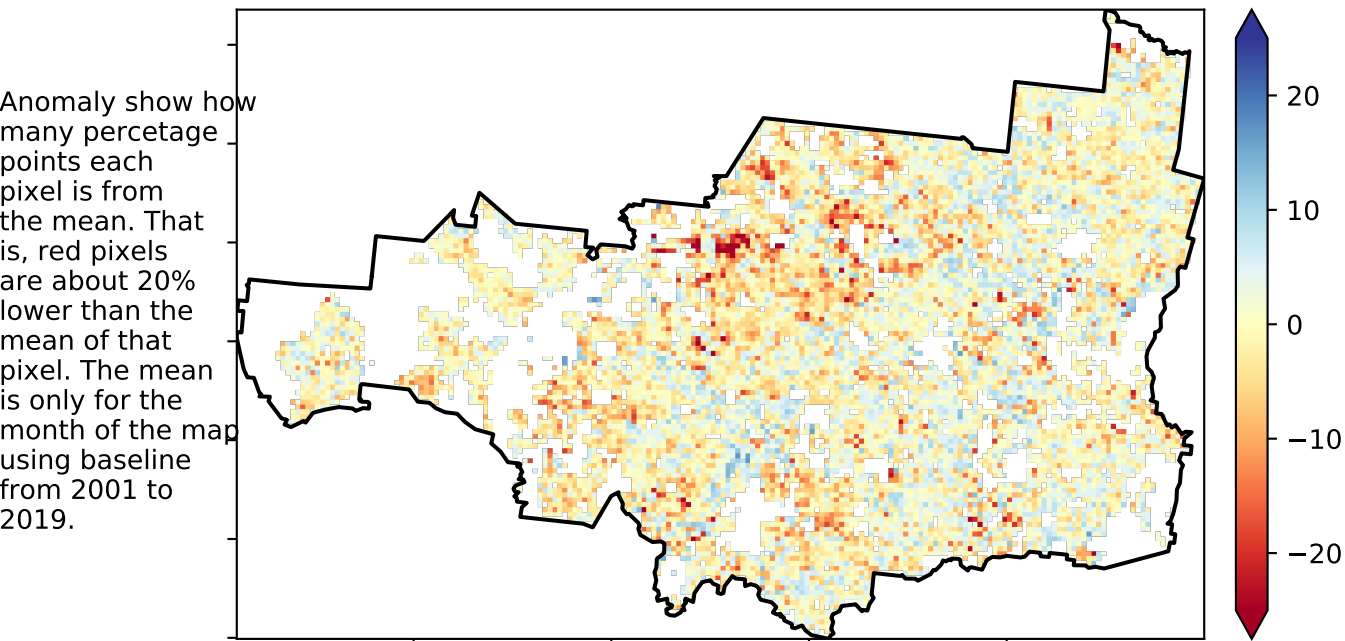 Anomaly show how
many percetage
points each
pixel is from
the mean. That
is, red pixels
are about 20%
lower than the
mean of that
pixel. The mean
is only for the
month of the map
using baseline
from 2001 to
2019.
20
10
0
−10
−20